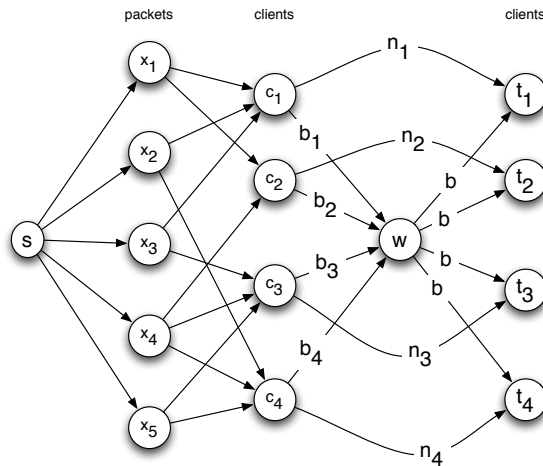 packets clients clients
x1 n1
c1 t1
b1
x2 n2
c2 t2
b2 b
b
s x3 w
b3 b
c3 t3
b
x4 b4 n3
c4 t4
x5
n4